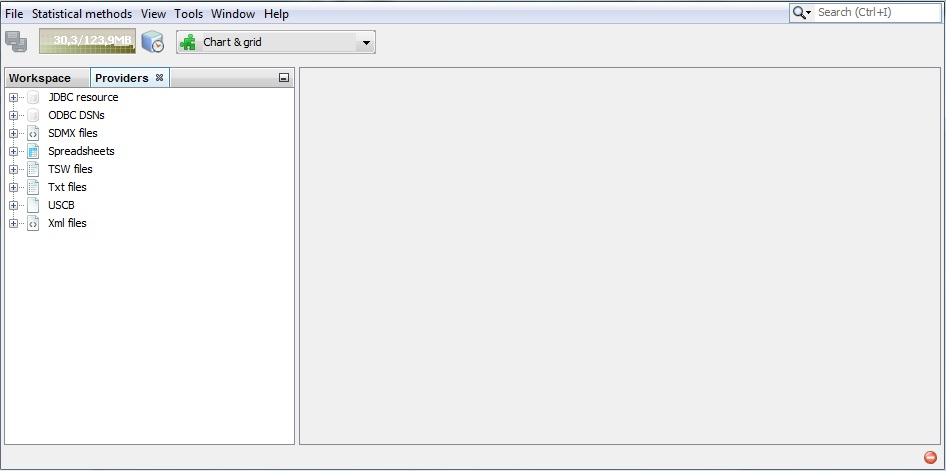 File Statistical methods View Tools Window Help Search (Ctrl+I)
30,3/123,9MB Chart & grid
Workspace Providers
JDBC resource
ODBC DSNs
SDMX files
Spreadsheets
TSW files
Txt files
USCB
Xml files